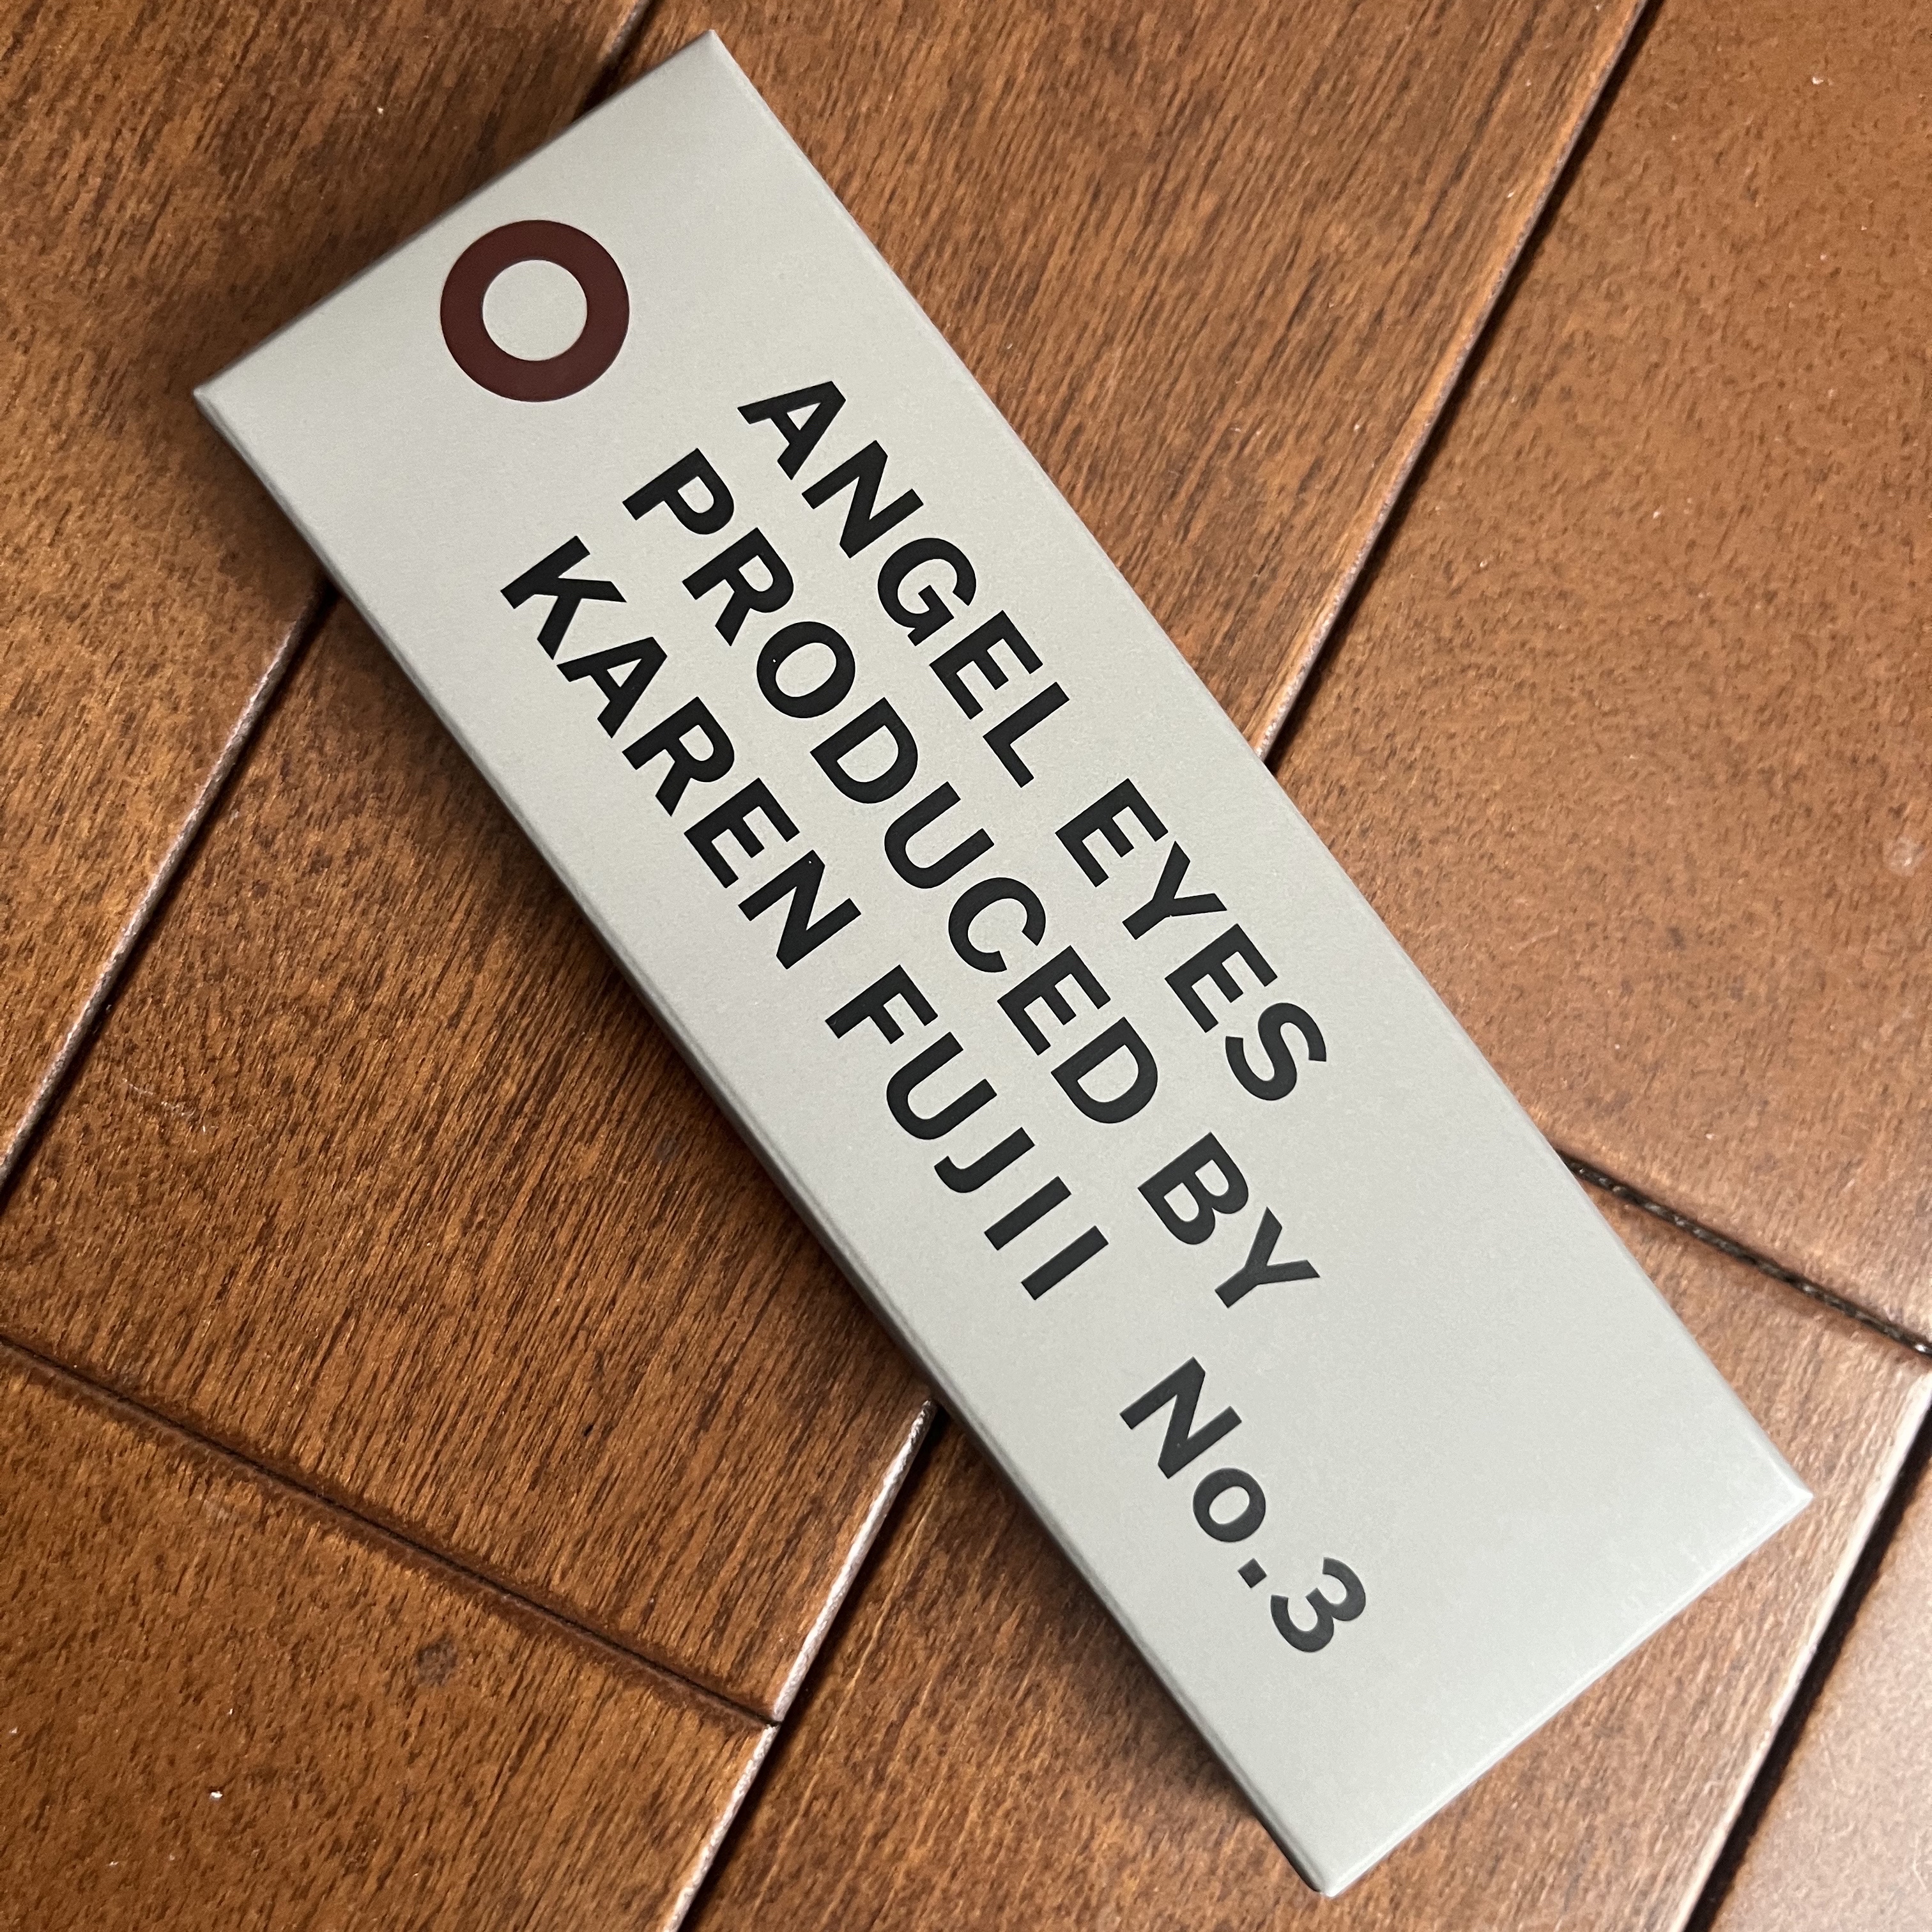 ANGEL EYES
PRODUCED BY
KAREN FUJII No.3